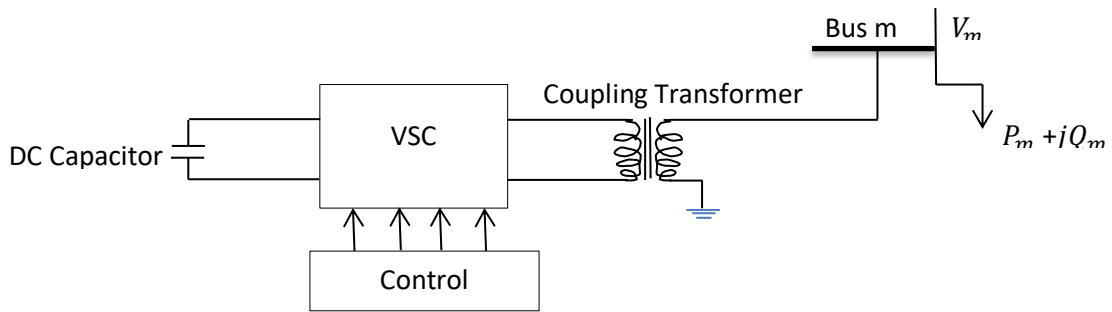 Bus m
V_m
Coupling Transformer
VSC
P_m +jQ_m
DC Capacitor
Control